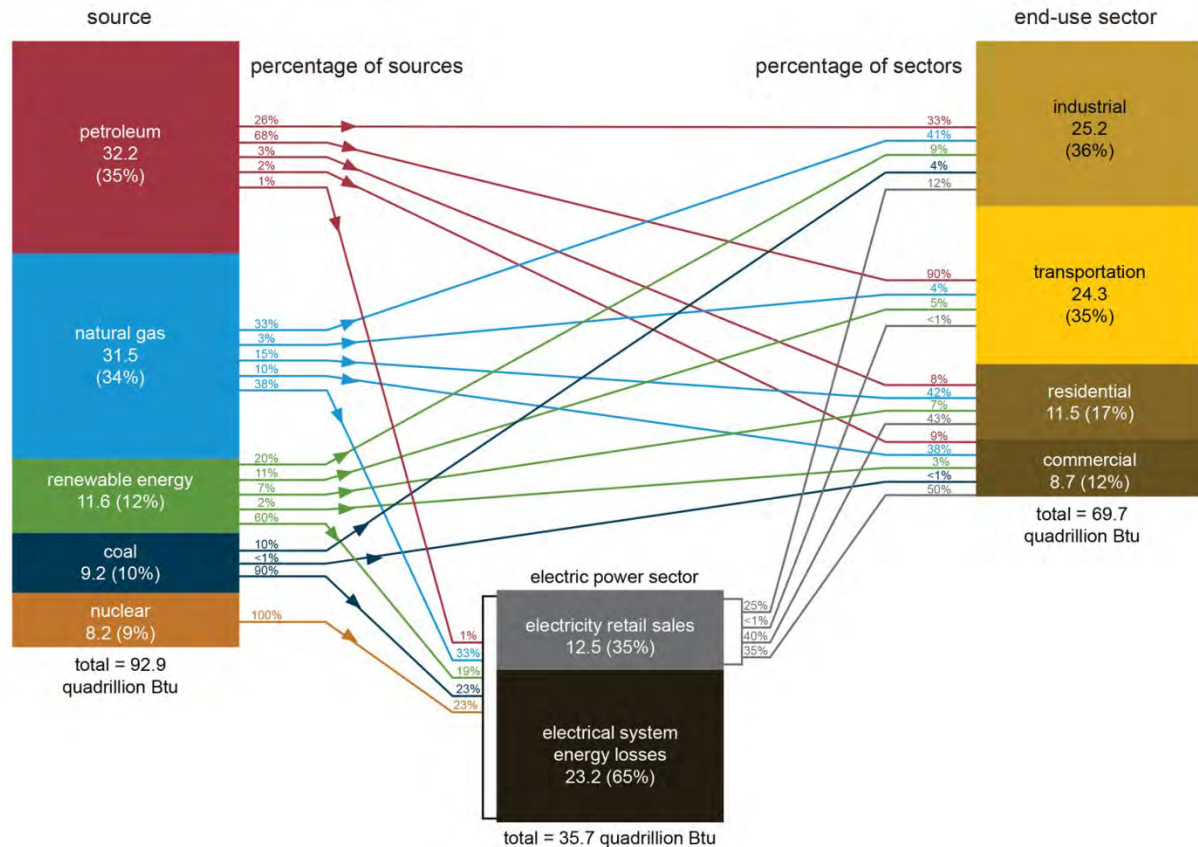 source
end-use sector
percentage of sources
percentage of sectors
petroleum
32.2
(35%)
26%
68%
3%
2%
1%
natural gas
31.5
(34%)
33%
3%
15%
10%
38%
renewable energy
11.6 (12%)
20%
11%
7%
2%
60%
coal
9.2 (10%)
10%
<1%
90%
nuclear
8.2 (9%)
100%
total = 92.9
quadrillion Btu
electric power sector
1%
33%
19%
23%
23%
electricity retail sales
12.5 (35%)
electrical system
energy losses
23.2 (65%)
25%
<1%
40%
35%
total = 35.7 quadrillion Btu
33%
41%
9%
4%
12%
industrial
25.2
(36%)
90%
4%
5%
<1%
transportation
24.3
(35%)
8%
42%
7%
43%
residential
11.5 (17%)
9%
38%
3%
<1%
50%
commercial
8.7 (12%)
total = 69.7
quadrillion Btu